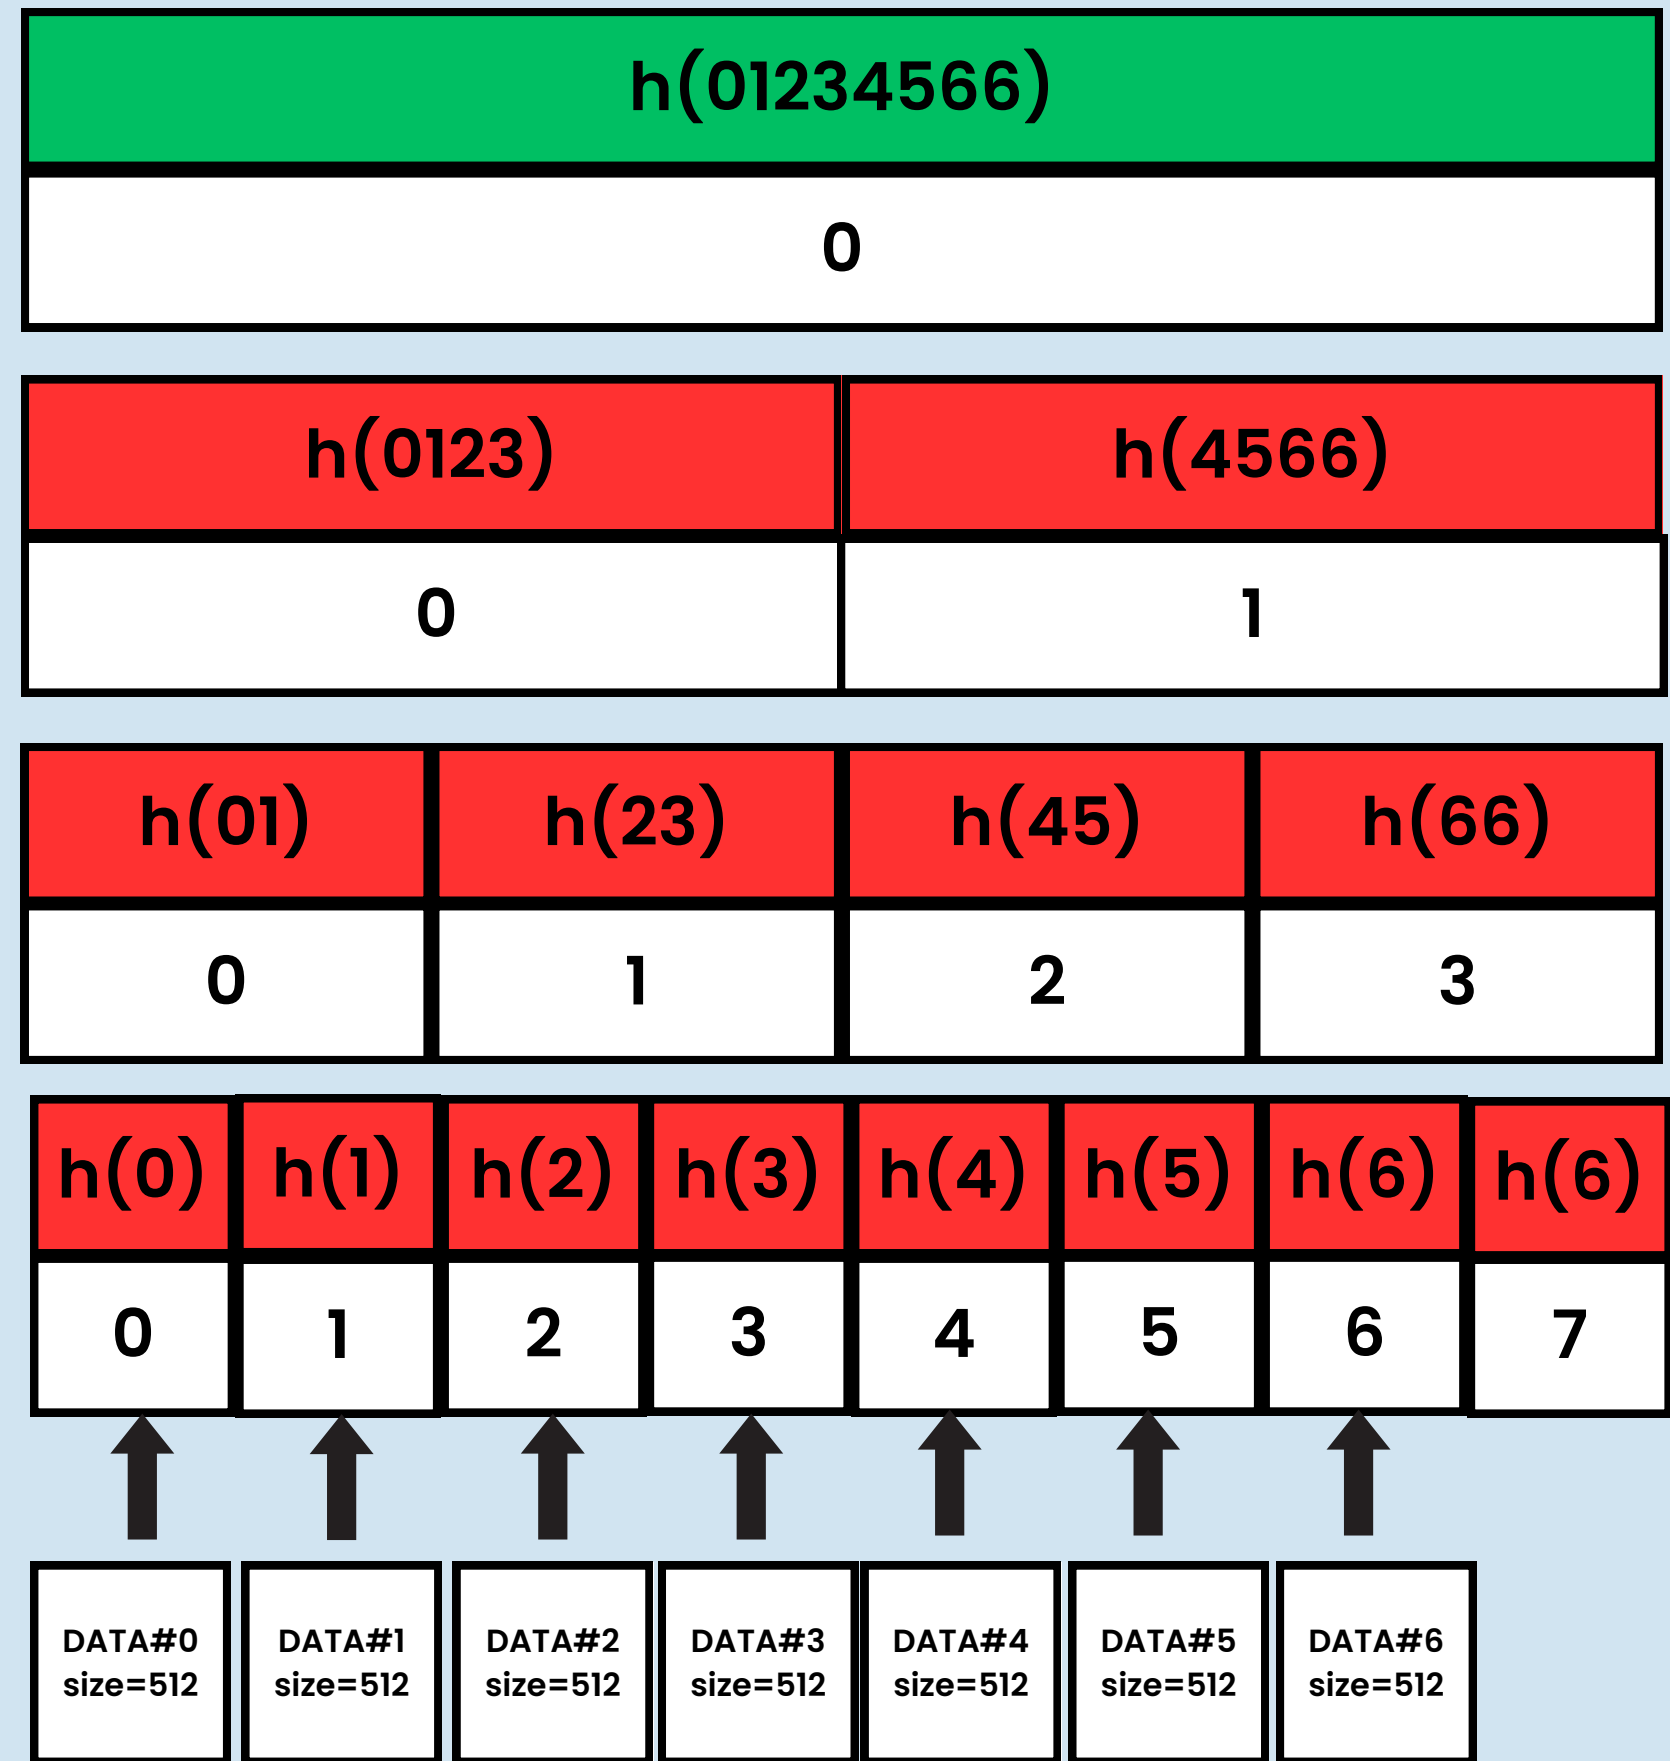 h(01234566)
0
h(0123) h(4566)
0 1
h(01) h(23) h(45) h(66)
0 1 2 3
h(0) h(1) h(2) h(3) h(4) h(5) h(6) h(6)
0 1 2 3 4 5 6 7
DATA#0 DATA#1 DATA#2 DATA#3 DATA#4 DATA#5 DATA#6
size=512 size=512 size=512 size=512 size=512 size=512 size=512